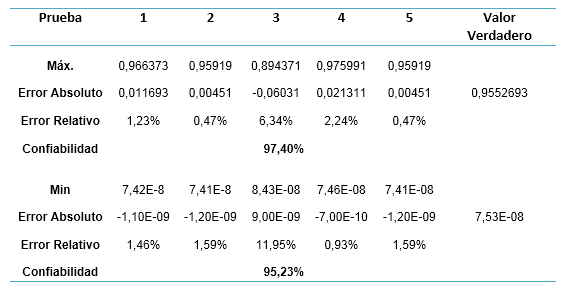 Prueba 1 2 3 4 5 Valor
Verdadero
Máx. 0,966373 0,95919 0,894371 0,975991 0,95919
Error Absoluto 0,011693 0,00451 -0,06031 0,021311 0,00451 0,9552693
Error Relativo 1,23% 0,47% 6,34% 2,24% 0,47%
Confiabilidad 97,40%
Min 7,42E-8 7,41E-8 8,43E-08 7,46E-08 7,41E-08
Error Absoluto -1,10E-09 -1,20E-09 9,00E-09 -7,00E-10 -1,20E-09 7,53E-08
Error Relativo 1,46% 1,59% 11,95% 0,93% 1,59%
Confiabilidad 95,23%